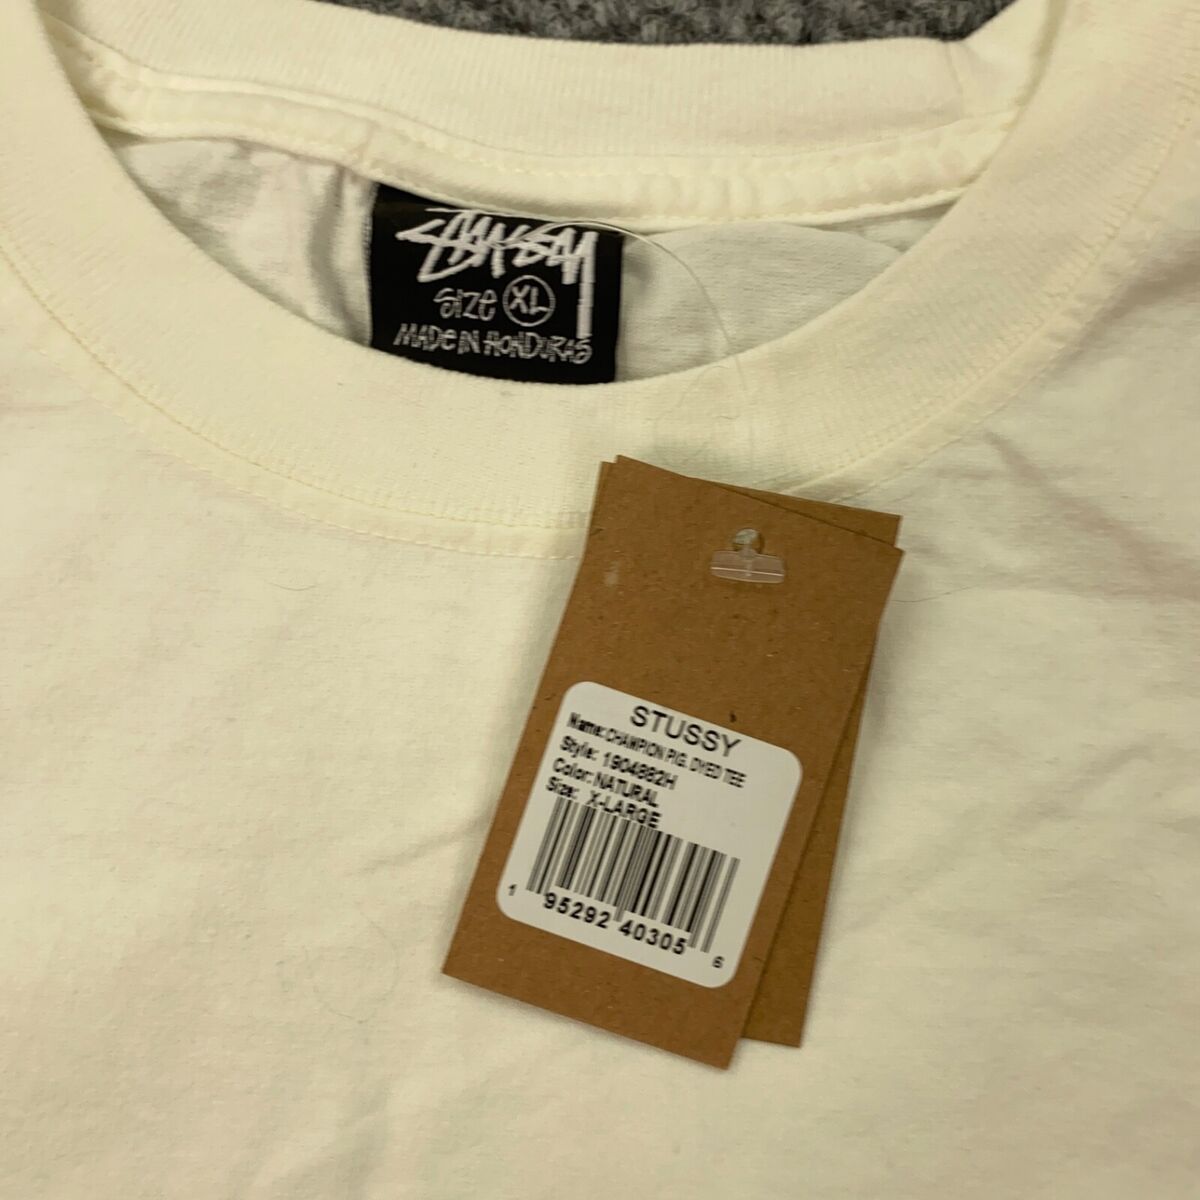 STUSSY
SIZE XL
MADE IN HONDURAS
STUSSY
Name: CHAMPION PIG. DYED TEE
Style: 1904882H
Color: NATURAL
Size: X-LARGE
1 95292 40305 6